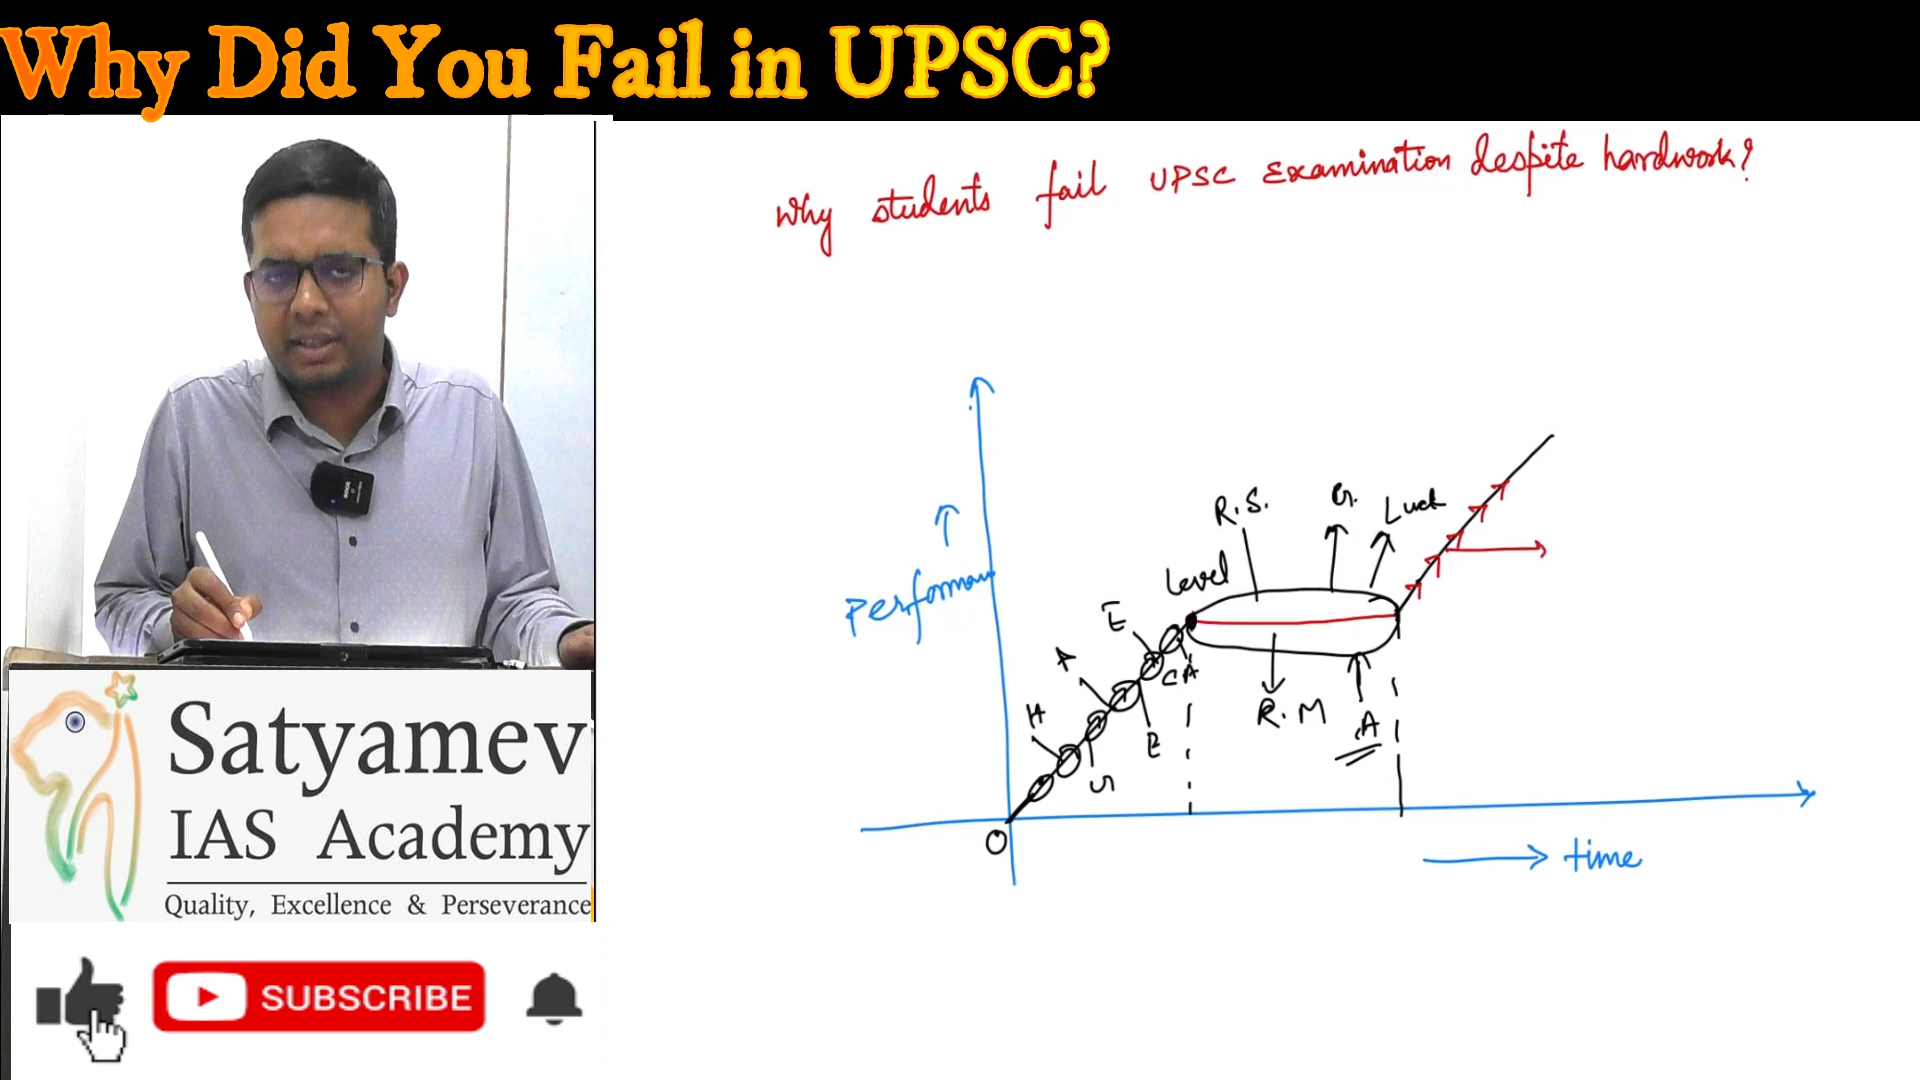 Why Did You Fail in UPSC?
Why students fail UPSC Examination despite hardwork?
R.S.
Luck
Level
E
Performan
A
CA
H
R.M
A
E
O
time
Satyamev
IAS Academy
Quality, Excellence & Perseverance
SUBSCRIBE